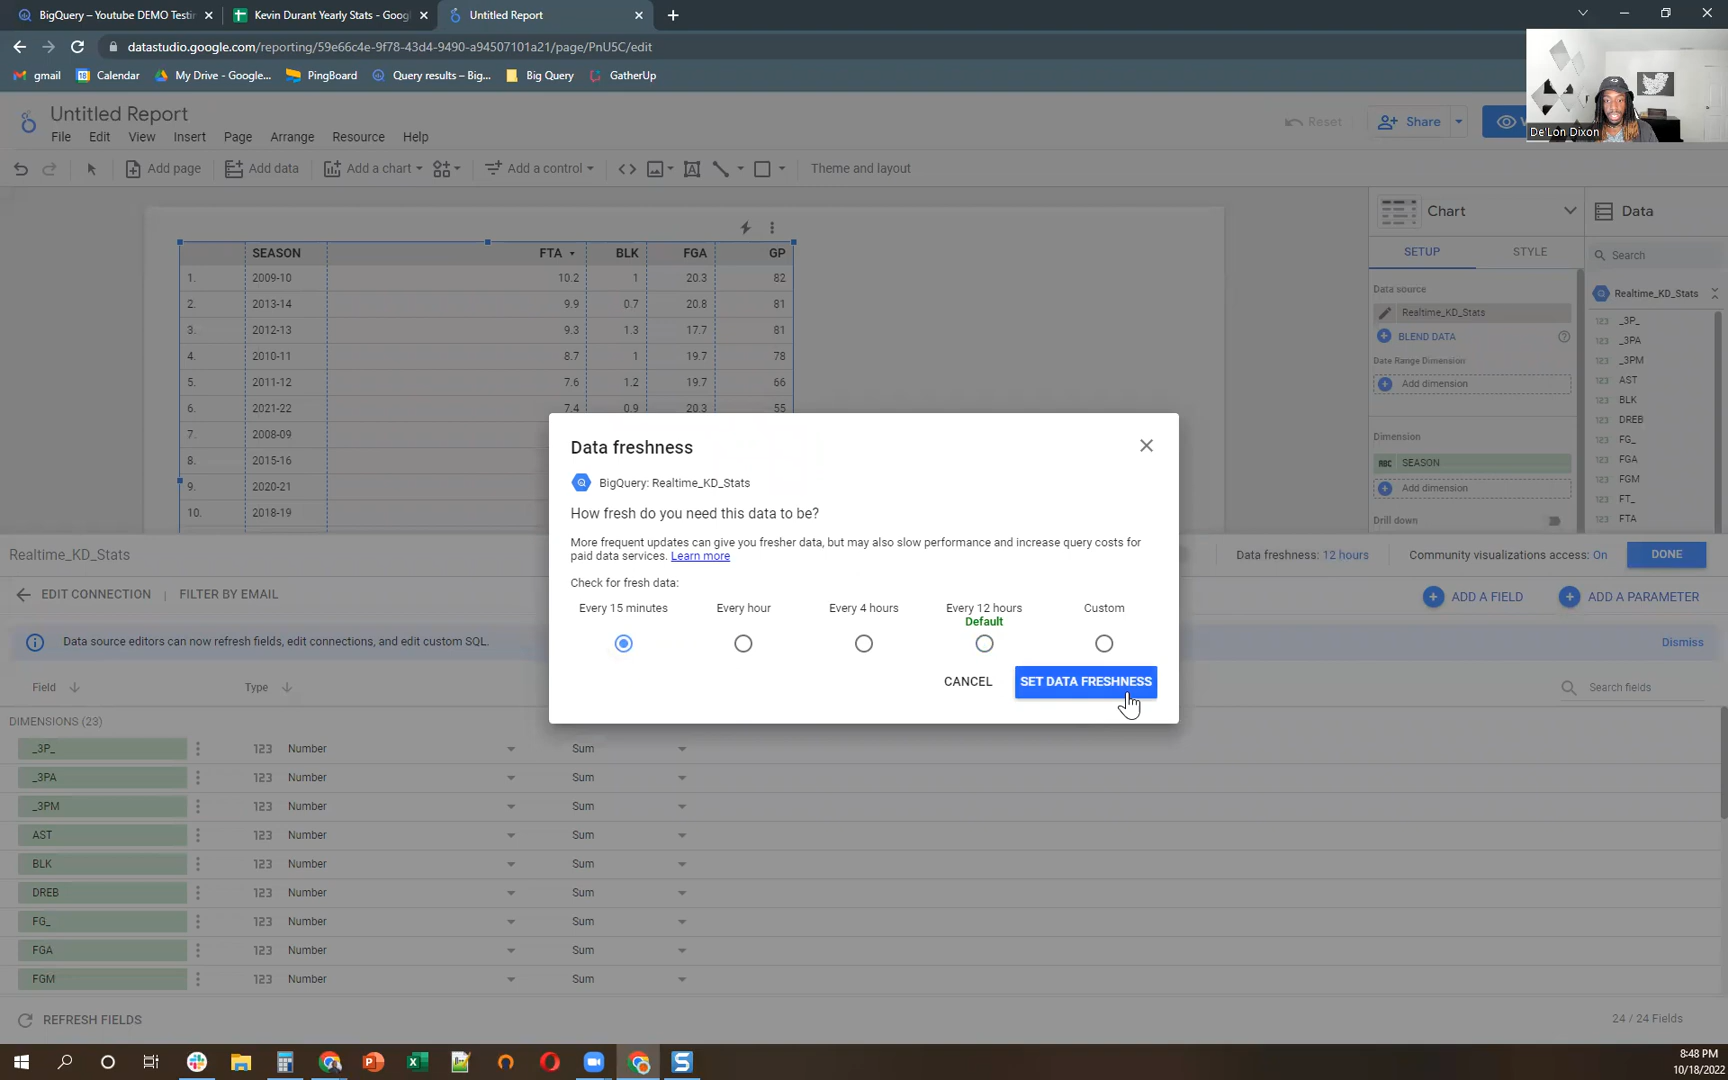 BigQuery – Youtube DEMO Testin
Kevin Durant Yearly Stats - Goog
Untitled Report
datastudio.google.com/reporting/59e66c4e-9f78-43d4-9490-a94507101a21/page/PnU5C/edit
gmail
Calendar
My Drive - Google...
PingBoard
Query results – Big...
Big Query
GatherUp
De'Lon Dixon
Untitled Report
File Edit View Insert Page Arrange Resource Help
Reset
Share
Add page
Add data
Add a chart
Add a control
Theme and layout
SEASON FTA BLK FGA GP
1. 2009-10 10.2 1 20.3 82
2. 2013-14 9.9 0.7 20.8 81
3. 2012-13 9.3 1.3 17.7 81
4. 2010-11 8.7 1 19.7 78
5. 2011-12 7.6 1.2 19.7 66
6. 2021-22 7.4 0.9 20.3 55
7. 2008-09
8. 2015-16
9. 2020-21
10. 2018-19
Chart
SETUP STYLE
Data source
Realtime_KD_Stats
BLEND DATA
Date Range Dimension
Add dimension
Dimension
ABC SEASON
Add dimension
Drill down
Data
Search
Realtime_KD_Stats
123 _3P_
123 _3PA
123 _3PM
123 AST
123 BLK
123 DREB
123 FG_
123 FGA
123 FGM
123 FT_
123 FTA
Data freshness
BigQuery: Realtime_KD_Stats
How fresh do you need this data to be?
More frequent updates can give you fresher data, but may also slow performance and increase query costs for
paid data services. Learn more
Check for fresh data:
Every 15 minutes
Every hour
Every 4 hours
Every 12 hours
Default
Custom
CANCEL
SET DATA FRESHNESS
Realtime_KD_Stats
Data freshness: 12 hours
Community visualizations access: On
DONE
EDIT CONNECTION
FILTER BY EMAIL
ADD A FIELD
ADD A PARAMETER
Data source editors can now refresh fields, edit connections, and edit custom SQL.
Dismiss
Field
Type
Search fields
DIMENSIONS (23)
_3P_ 123 Number Sum
_3PA 123 Number Sum
_3PM 123 Number Sum
AST 123 Number Sum
BLK 123 Number Sum
DREB 123 Number Sum
FG_ 123 Number Sum
FGA 123 Number Sum
FGM 123 Number Sum
REFRESH FIELDS
24 / 24 Fields
8:48 PM
10/18/2022